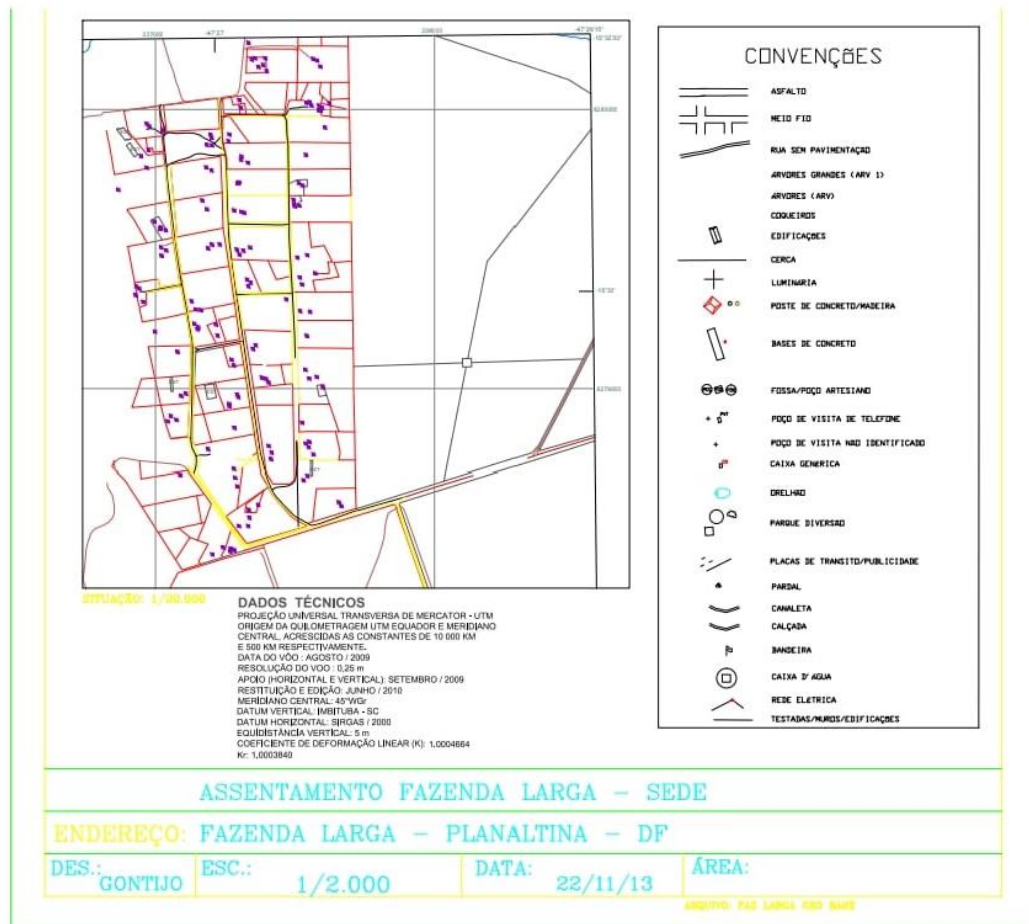 -47°27'
CONVENÇÕES
ASFALTO
MEIO FIO
RUA SEM PAVIMENTAÇÃO
ARVORES GRANDES (ARV 1)
ARVORES (ARV)
COQUEIROS
EDIFICAÇÕES
CERCA
LUMINARIA
POSTE DE CONCRETO/MADEIRA
BASES DE CONCRETO
FOSSA/POÇO ARTESIANO
POÇO DE VISITA DE TELEFONE
POÇO DE VISITA NAO IDENTIFICADO
CAIXA GENERICA
ORELHAO
PARQUE DIVERSAO
PLACAS DE TRANSITO/PUBLICIDADE
PARDAL
CANALETA
CALÇADA
BANDEIRA
CAIXA D'AGUA
REDE ELETRICA
TESTADAS/MUROS/EDIFICAÇÕES
SITUAÇÃO: 1/20.000
DADOS TÉCNICOS
PROJEÇÃO UNIVERSAL TRANSVERSA DE MERCATOR - UTM
ORIGEM DA QUILOMETRAGEM UTM EQUADOR E MERIDIANO
CENTRAL, ACRESCIDAS AS CONSTANTES DE 10 000 KM
E 500 KM RESPECTIVAMENTE.
DATA DO VÔO : AGOSTO / 2009
RESOLUÇÃO DO VOO : 0,25 m
APOIO (HORIZONTAL E VERTICAL): SETEMBRO / 2009
RESTITUIÇÃO E EDIÇÃO: JUNHO / 2010
MERIDIANO CENTRAL: 45°WGr
DATUM VERTICAL: IMBITUBA - SC
DATUM HORIZONTAL: SIRGAS / 2000
EQUIDISTÂNCIA VERTICAL: 5 m
COEFICIENTE DE DEFORMAÇÃO LINEAR (K): 1,0004664
Kr: 1,0003840
ASSENTAMENTO FAZENDA LARGA - SEDE
ENDEREÇO: FAZENDA LARGA - PLANALTINA - DF
DES.: GONTIJO ESC.: 1/2.000 DATA: 22/11/13 ÁREA:
ARQUIVO: FAZ LARGA GEO BASE